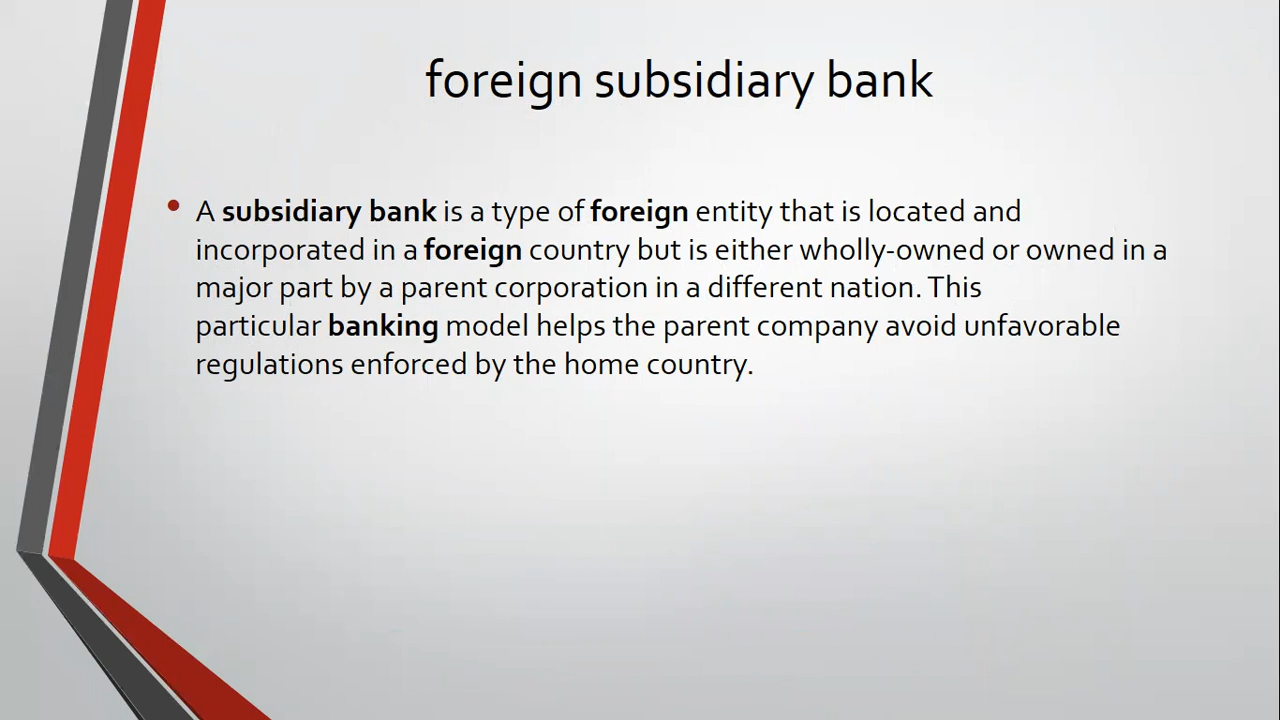 foreign subsidiary bank
• A subsidiary bank is a type of foreign entity that is located and
incorporated in a foreign country but is either wholly-owned or owned in a
major part by a parent corporation in a different nation. This
particular banking model helps the parent company avoid unfavorable
regulations enforced by the home country.